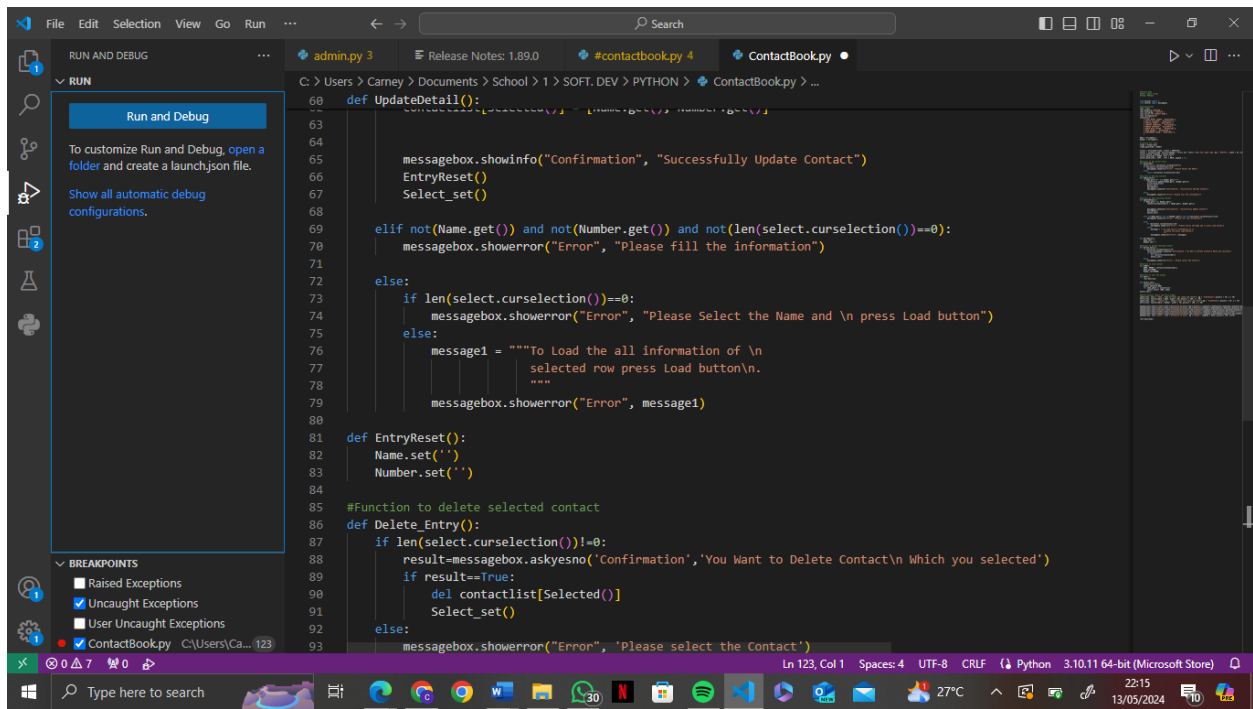 File Edit Selection View Go Run ...
Search
RUN AND DEBUG ...
admin.py 3
Release Notes: 1.89.0
#contactbook.py 4
ContactBook.py
RUN
C: > Users > Carney > Documents > School > 1 > SOFT. DEV > PYTHON > ContactBook.py > ...
Run and Debug
To customize Run and Debug, open a
folder and create a launch.json file.
Show all automatic debug
configurations.
1
2
60 def UpdateDetail():
63
64
65 messagebox.showinfo("Confirmation", "Successfully Update Contact")
66 EntryReset()
67 Select_set()
68
69 elif not(Name.get()) and not(Number.get()) and not(len(select.curselection())==0):
70 messagebox.showerror("Error", "Please fill the information")
71
72 else:
73 if len(select.curselection())==0:
74 messagebox.showerror("Error", "Please Select the Name and \n press Load button")
75 else:
76 message1 = """To Load the all information of \n
77 selected row press Load button\n.
78 """
79 messagebox.showerror("Error", message1)
80
81 def EntryReset():
82 Name.set('')
83 Number.set('')
84
85 #Function to delete selected contact
86 def Delete_Entry():
87 if len(select.curselection())!=0:
88 result=messagebox.askyesno('Confirmation','You Want to Delete Contact\n Which you selected')
89 if result==True:
90 del contactlist[Selected()]
91 Select_set()
92 else:
93 messagebox.showerror("Error", 'Please select the Contact')
BREAKPOINTS
Raised Exceptions
Uncaught Exceptions
User Uncaught Exceptions
ContactBook.py C:\Users\Ca... 123
1
1
0 7 0
Ln 123, Col 1 Spaces: 4 UTF-8 CRLF Python 3.10.11 64-bit (Microsoft Store)
Type here to search
30
27°C
22:15
13/05/2024
10
PRE